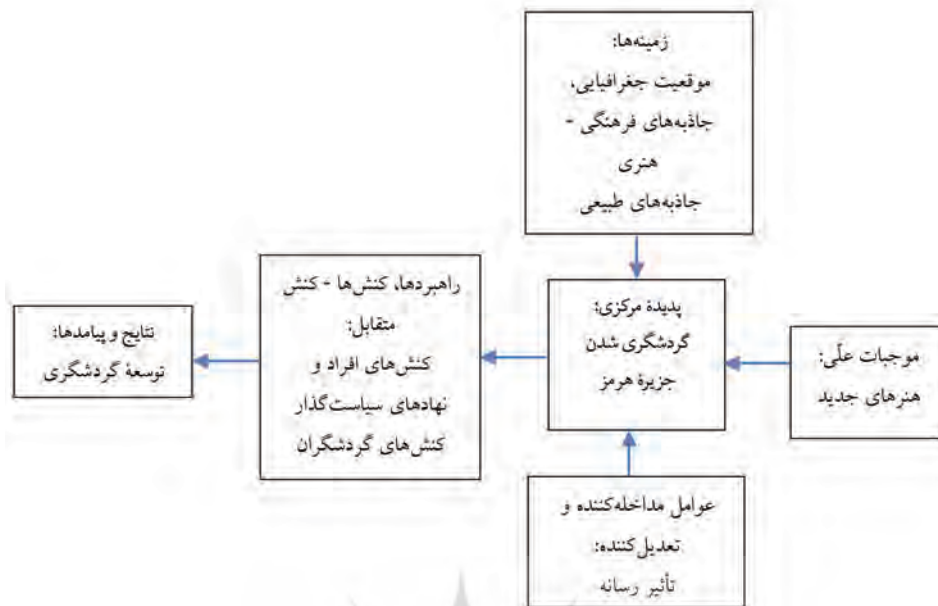 زمینه‌ها:
موقعیت جغرافیایی،
جاذبه‌های فرهنگی -
هنری
جاذبه‌های طبیعی
موجبات علّی:
هنرهای جدید
پدیدهٔ مرکزی:
گردشگری شدن
جزیرهٔ هرمز
راهبردها، کنش‌ها - کنش
متقابل:
کنش‌های افراد و
نهادهای سیاست‌گذار
کنش‌های گردشگران
نتایج و پیامدها:
توسعهٔ گردشگری
عوامل مداخله‌کننده و
تعدیل‌کننده:
تأثیر رسانه